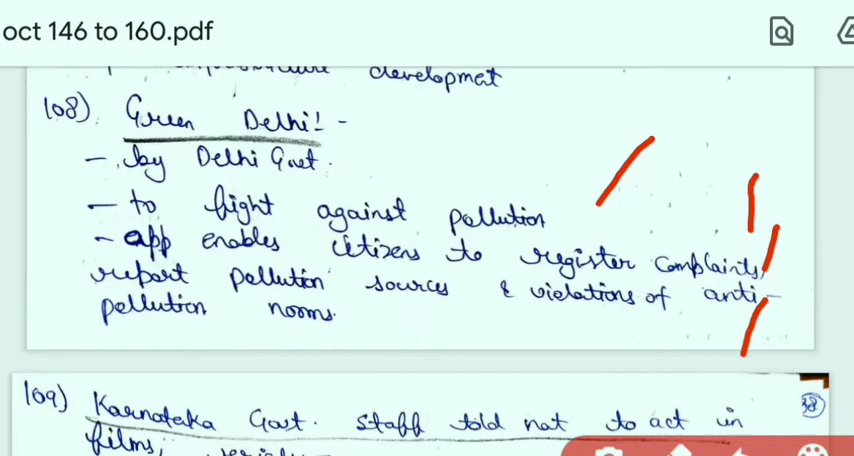 oct 146 to 160.pdf
developmet
108) Green Delhi! -
- by Delhi Govt.
- to fight against pollution
- app enables citizens to register complaints,
report pollution sources & violations of anti-
pollution norms.
109) Karnataka Govt. staff told not to act in
films,
38